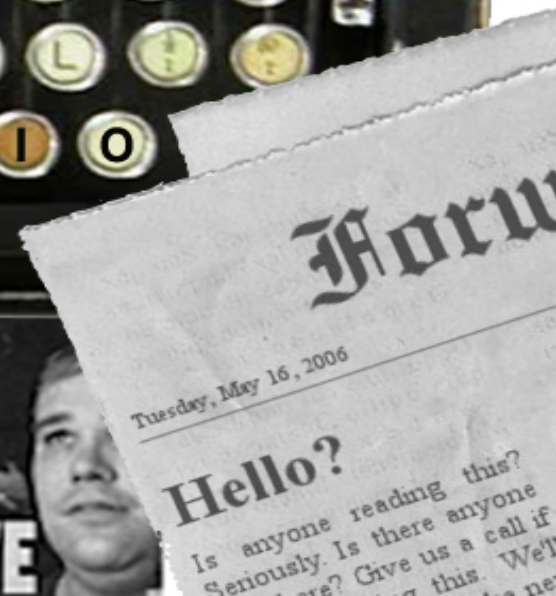 L
I O
Forw
Tuesday, May 16, 2006
Hello?
Is anyone reading this?
Seriously. Is there anyone
Give us a call if
this. We'll
E